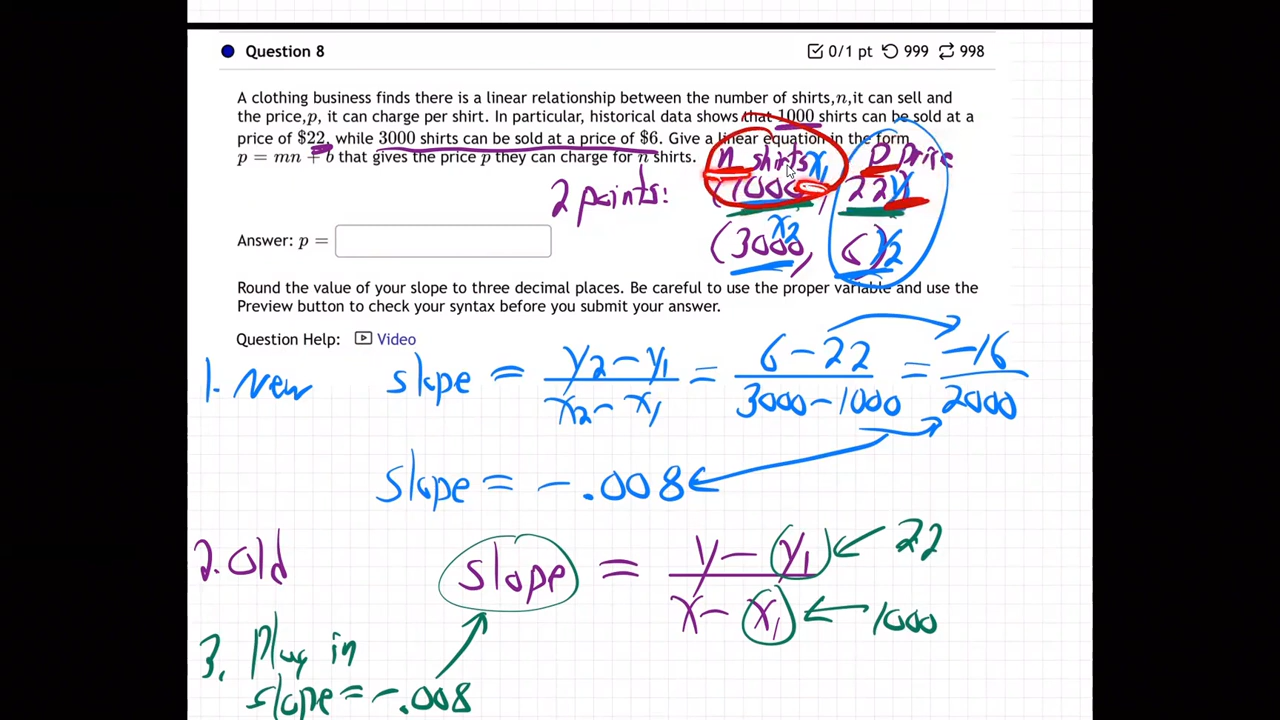 Question 8
0/1 pt 999 998
A clothing business finds there is a linear relationship between the number of shirts,n,it can sell and
the price,p, it can charge per shirt. In particular, historical data shows that 1000 shirts can be sold at a
price of $22, while 3000 shirts can be sold at a price of $6. Give a linear equation in the form
p = mn + b that gives the price p they can charge for n shirts.
n shirts x1 p price
2 points: (1000, 22) y1
(3000, 6) x2 y2
Answer: p =
Round the value of your slope to three decimal places. Be careful to use the proper variable and use the
Preview button to check your syntax before you submit your answer.
Question Help: Video
1. New slope = y2 - y1 / x2 - x1 = 6 - 22 / 3000 - 1000 = -16 / 2000
slope = -.008
2. Old slope = y - y1 / x - x1 ← 22 ← 1000
3. Plug in
slope = -.008